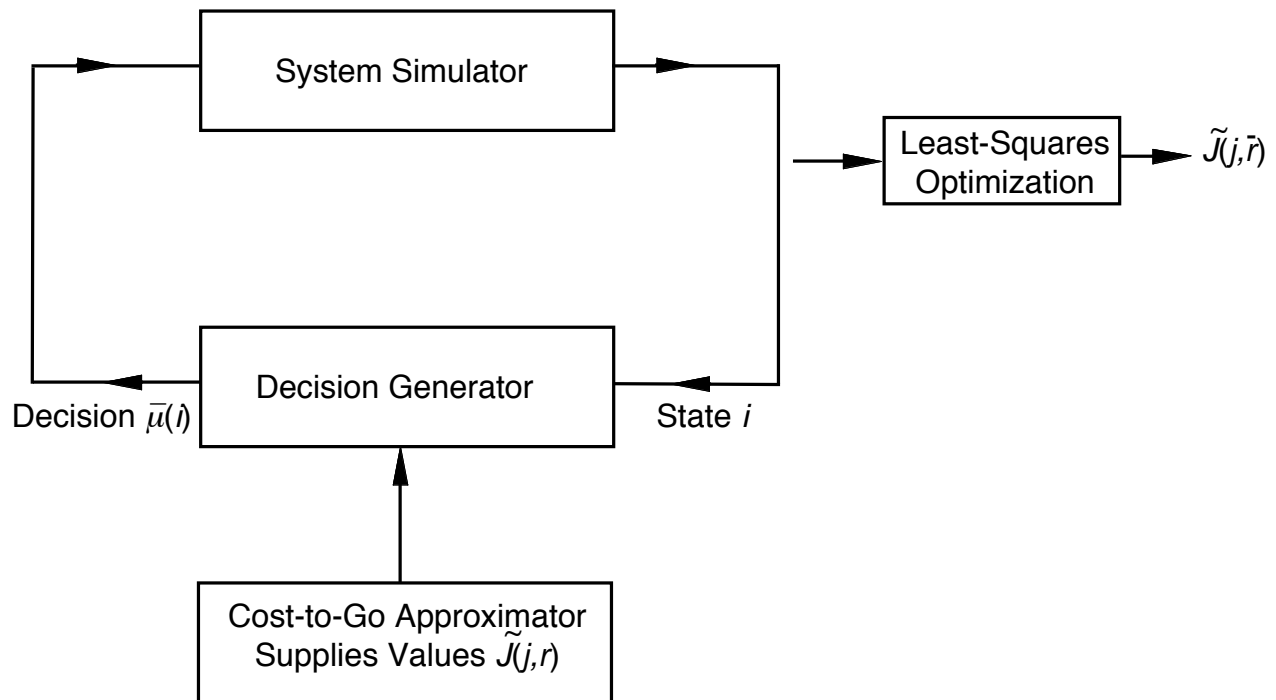 System Simulator
Least-Squares
Optimization
J̃(j,r̄)
Decision Generator
Decision μ̄(i)
State i
Cost-to-Go Approximator
Supplies Values J̃(j,r)